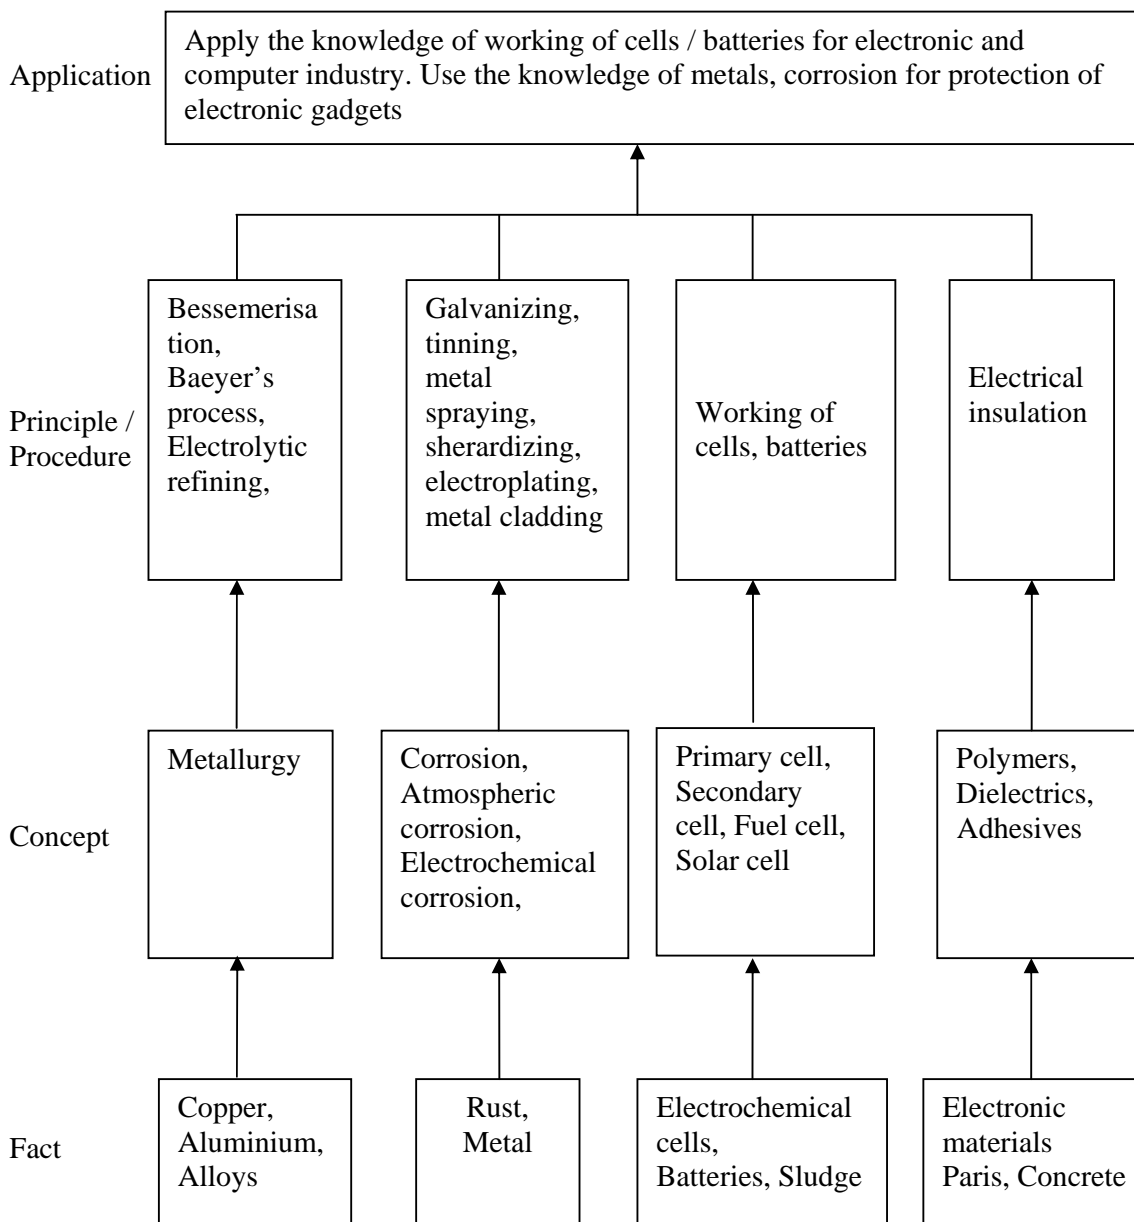 Application
Apply the knowledge of working of cells / batteries for electronic and
computer industry. Use the knowledge of metals, corrosion for protection of
electronic gadgets
Principle /
Procedure
Bessemerisa
tion,
Baeyer’s
process,
Electrolytic
refining,
Galvanizing,
tinning,
metal
spraying,
sherardizing,
electroplating,
metal cladding
Working of
cells, batteries
Electrical
insulation
Concept
Metallurgy
Corrosion,
Atmospheric
corrosion,
Electrochemical
corrosion,
Primary cell,
Secondary
cell, Fuel cell,
Solar cell
Polymers,
Dielectrics,
Adhesives
Fact
Copper,
Aluminium,
Alloys
Rust,
Metal
Electrochemical
cells,
Batteries, Sludge
Electronic
materials
Paris, Concrete